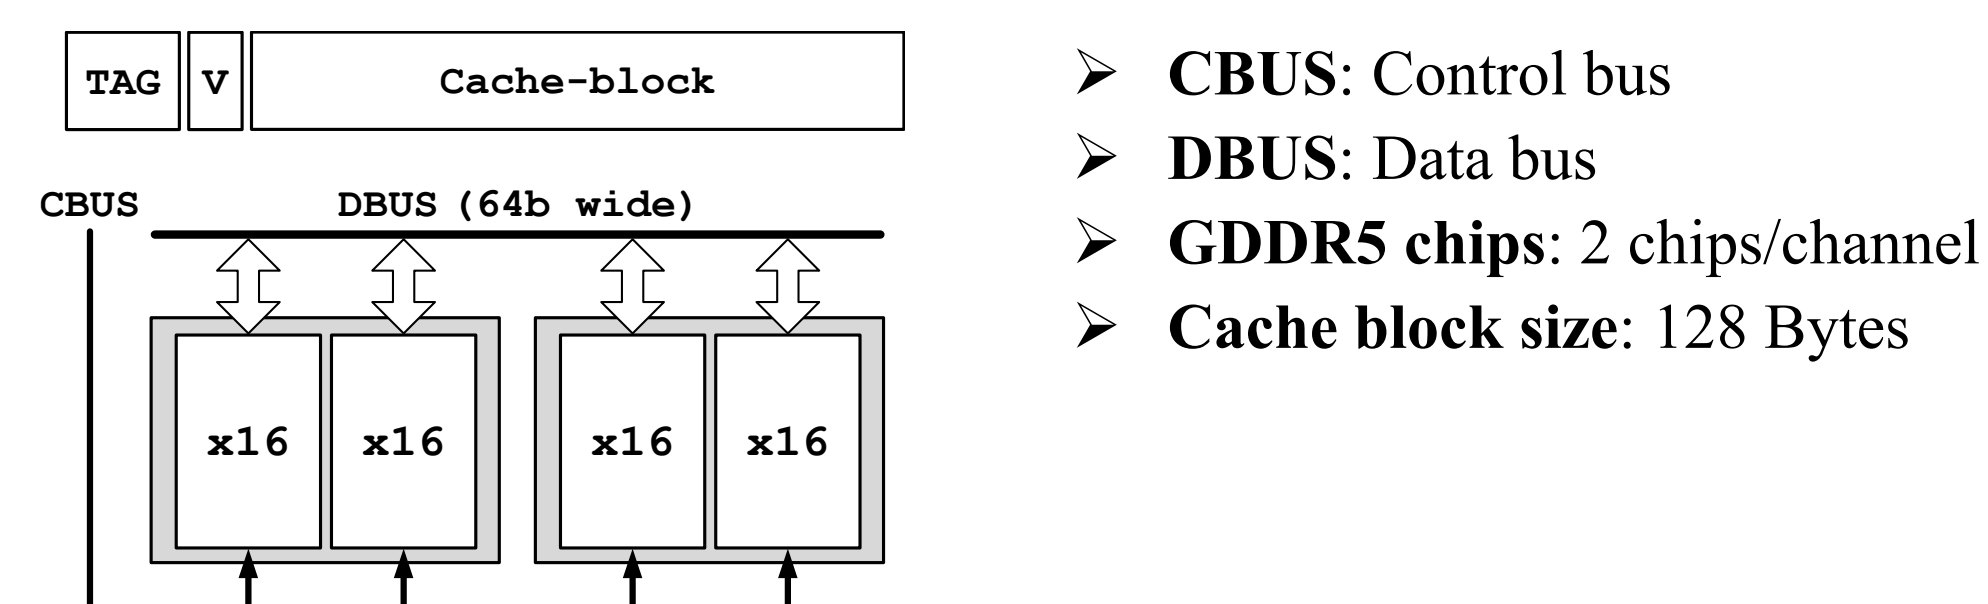 TAG V Cache-block
CBUS DBUS (64b wide)
x16 x16 x16 x16
➢ CBUS: Control bus
➢ DBUS: Data bus
➢ GDDR5 chips: 2 chips/channel
➢ Cache block size: 128 Bytes